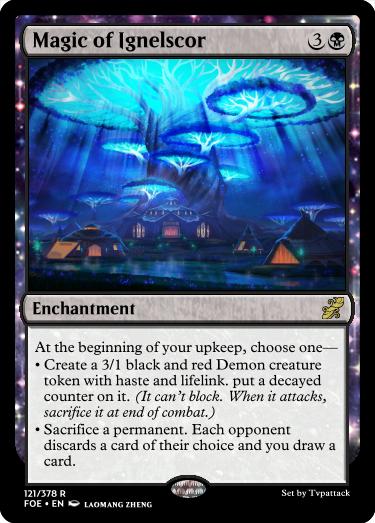 Magic of Ignelscor 3
Enchantment
At the beginning of your upkeep, choose one—
• Create a 3/1 black and red Demon creature
token with haste and lifelink. put a decayed
counter on it. (It can't block. When it attacks,
sacrifice it at end of combat.)
• Sacrifice a permanent. Each opponent
discards a card of their choice and you draw a
card.
121/378 R
FOE • EN LAOMANG ZHENG
Set by Tvpattack